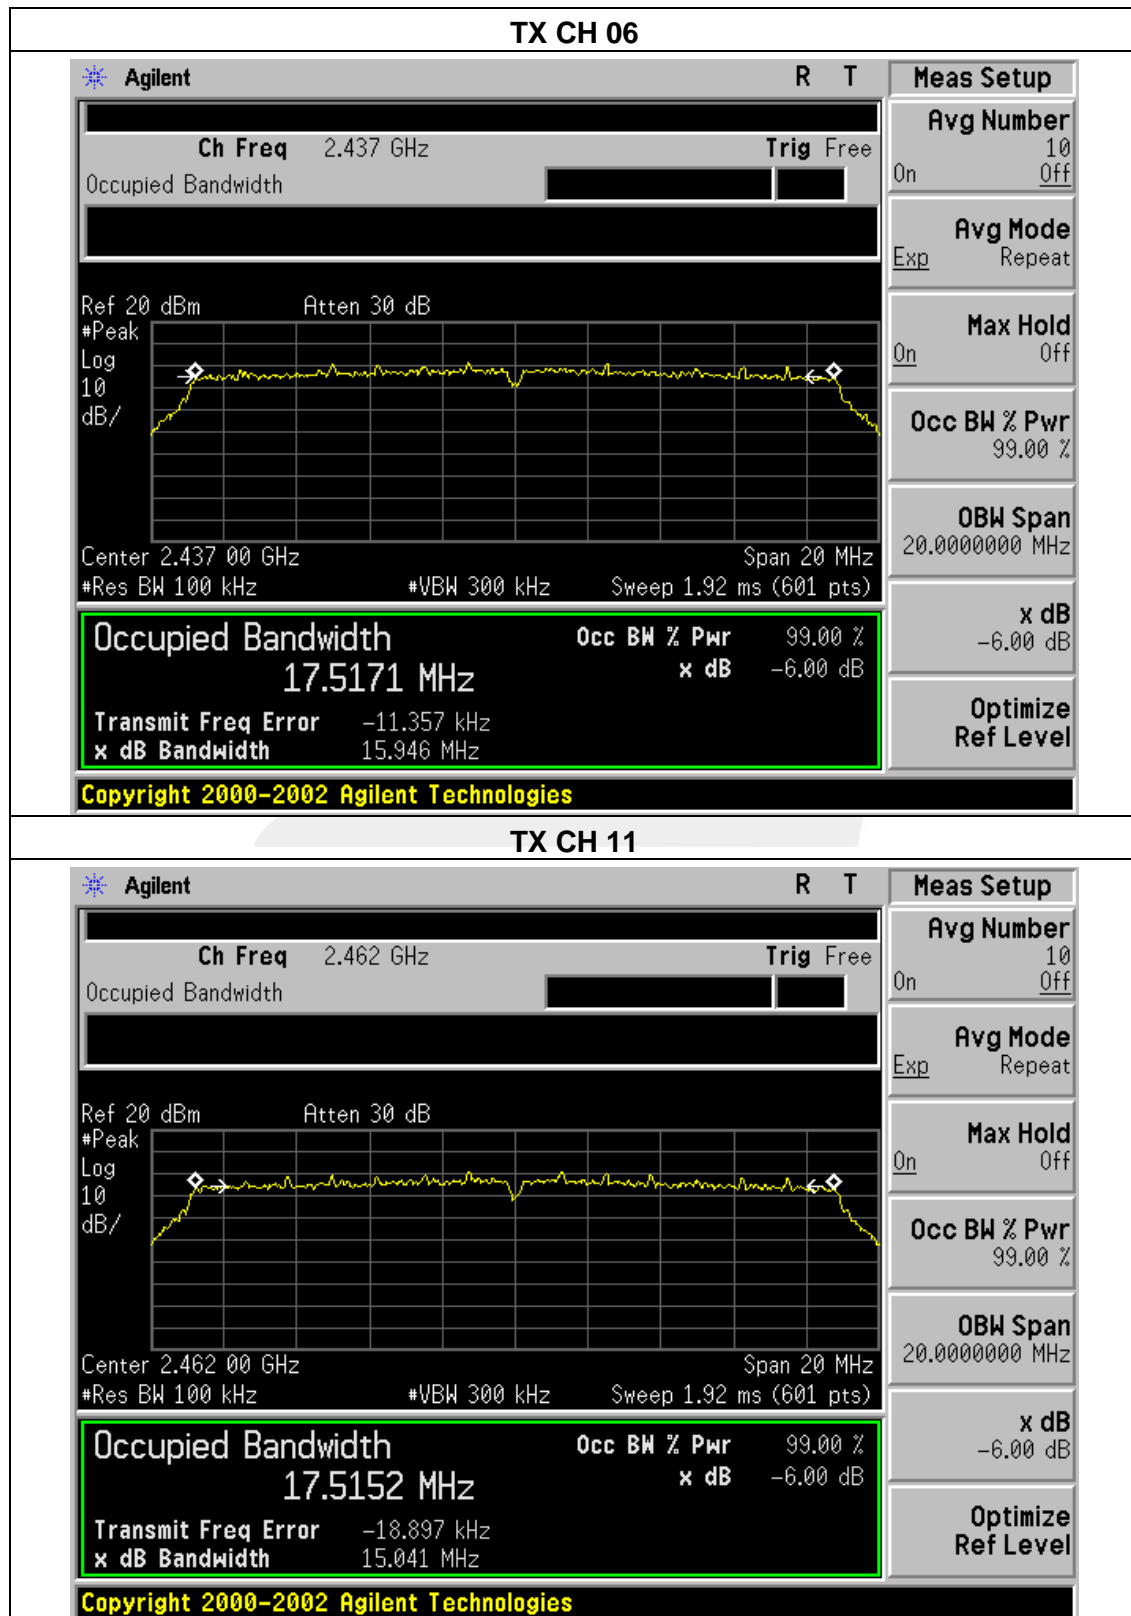 TX CH 06
Agilent R T Meas Setup
Avg Number
10
On Off
Ch Freq 2.437 GHz Trig Free
Occupied Bandwidth
Avg Mode
Exp Repeat
Ref 20 dBm Atten 30 dB
#Peak
Log
10
dB/
Max Hold
On Off
Occ BW % Pwr
99.00 %
OBW Span
20.0000000 MHz
Center 2.437 00 GHz Span 20 MHz
#Res BW 100 kHz #VBW 300 kHz Sweep 1.92 ms (601 pts)
x dB
-6.00 dB
Occupied Bandwidth Occ BW % Pwr 99.00 %
17.5171 MHz x dB -6.00 dB
Transmit Freq Error -11.357 kHz
x dB Bandwidth 15.946 MHz
Optimize
Ref Level
Copyright 2000-2002 Agilent Technologies
TX CH 11
Agilent R T Meas Setup
Avg Number
10
On Off
Ch Freq 2.462 GHz Trig Free
Occupied Bandwidth
Avg Mode
Exp Repeat
Ref 20 dBm Atten 30 dB
#Peak
Log
10
dB/
Max Hold
On Off
Occ BW % Pwr
99.00 %
OBW Span
20.0000000 MHz
Center 2.462 00 GHz Span 20 MHz
#Res BW 100 kHz #VBW 300 kHz Sweep 1.92 ms (601 pts)
x dB
-6.00 dB
Occupied Bandwidth Occ BW % Pwr 99.00 %
17.5152 MHz x dB -6.00 dB
Transmit Freq Error -18.897 kHz
x dB Bandwidth 15.041 MHz
Optimize
Ref Level
Copyright 2000-2002 Agilent Technologies